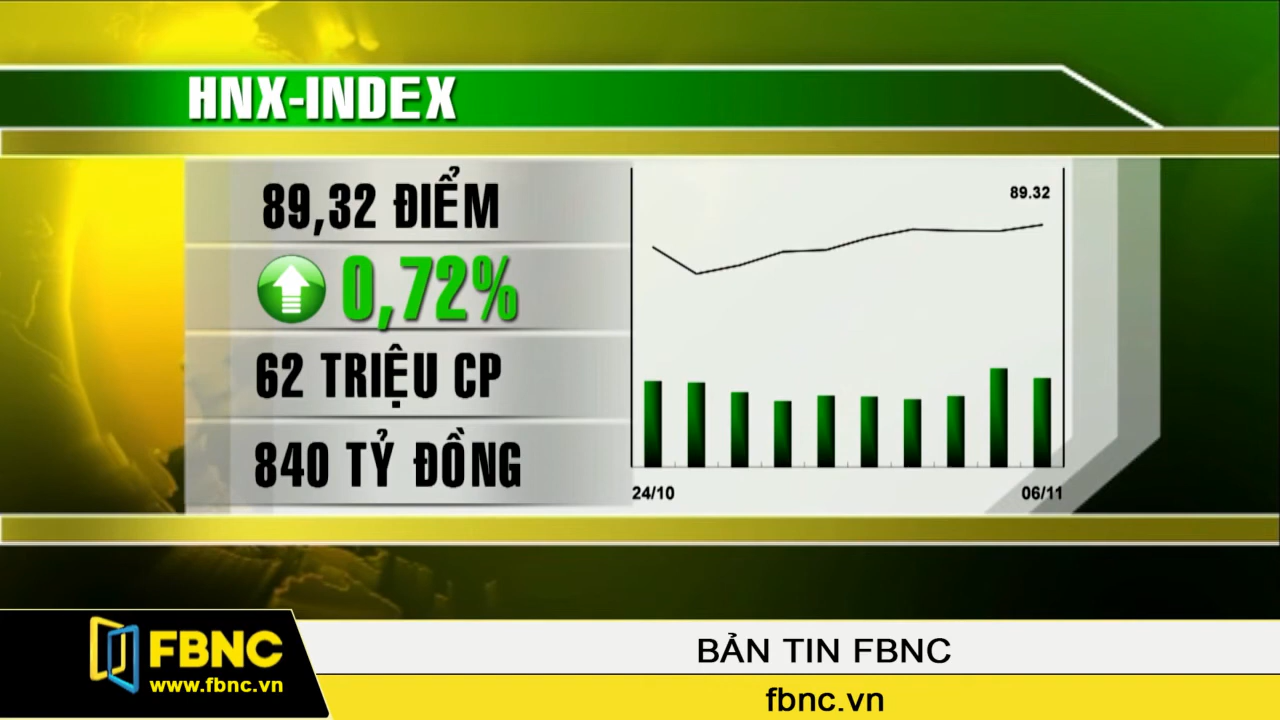 HNX-INDEX
89,32 ĐIỂM
0,72%
62 TRIỆU CP
840 TỶ ĐỒNG
89.32
24/10
06/11
FBNC
www.fbnc.vn
BẢN TIN FBNC
fbnc.vn